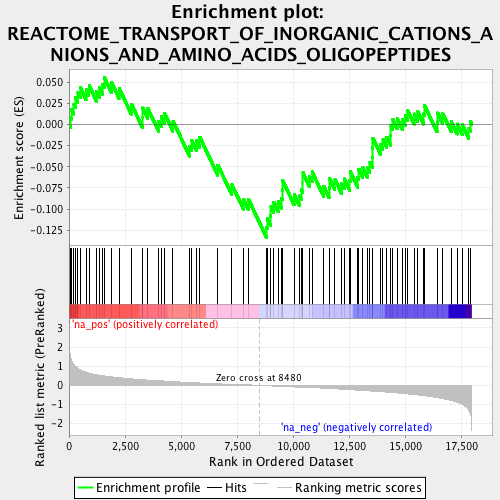 Enrichment plot:
REACTOME_TRANSPORT_OF_INORGANIC_CATIONS_A
NIONS_AND_AMINO_ACIDS_OLIGOPEPTIDES
Enrichment score (ES)
0.050
0.025
0.000
-0.025
-0.050
-0.075
-0.100
-0.125
'na_pos' (positively correlated)
Ranked list metric (PreRanked)
3
2
1
0
-1
-2
Zero cross at 8480
'na_neg' (negatively correlated)
0
2,500
5,000
7,500
10,000
12,500
15,000
17,500
Rank in Ordered Dataset
Enrichment profile
Hits
Ranking metric scores